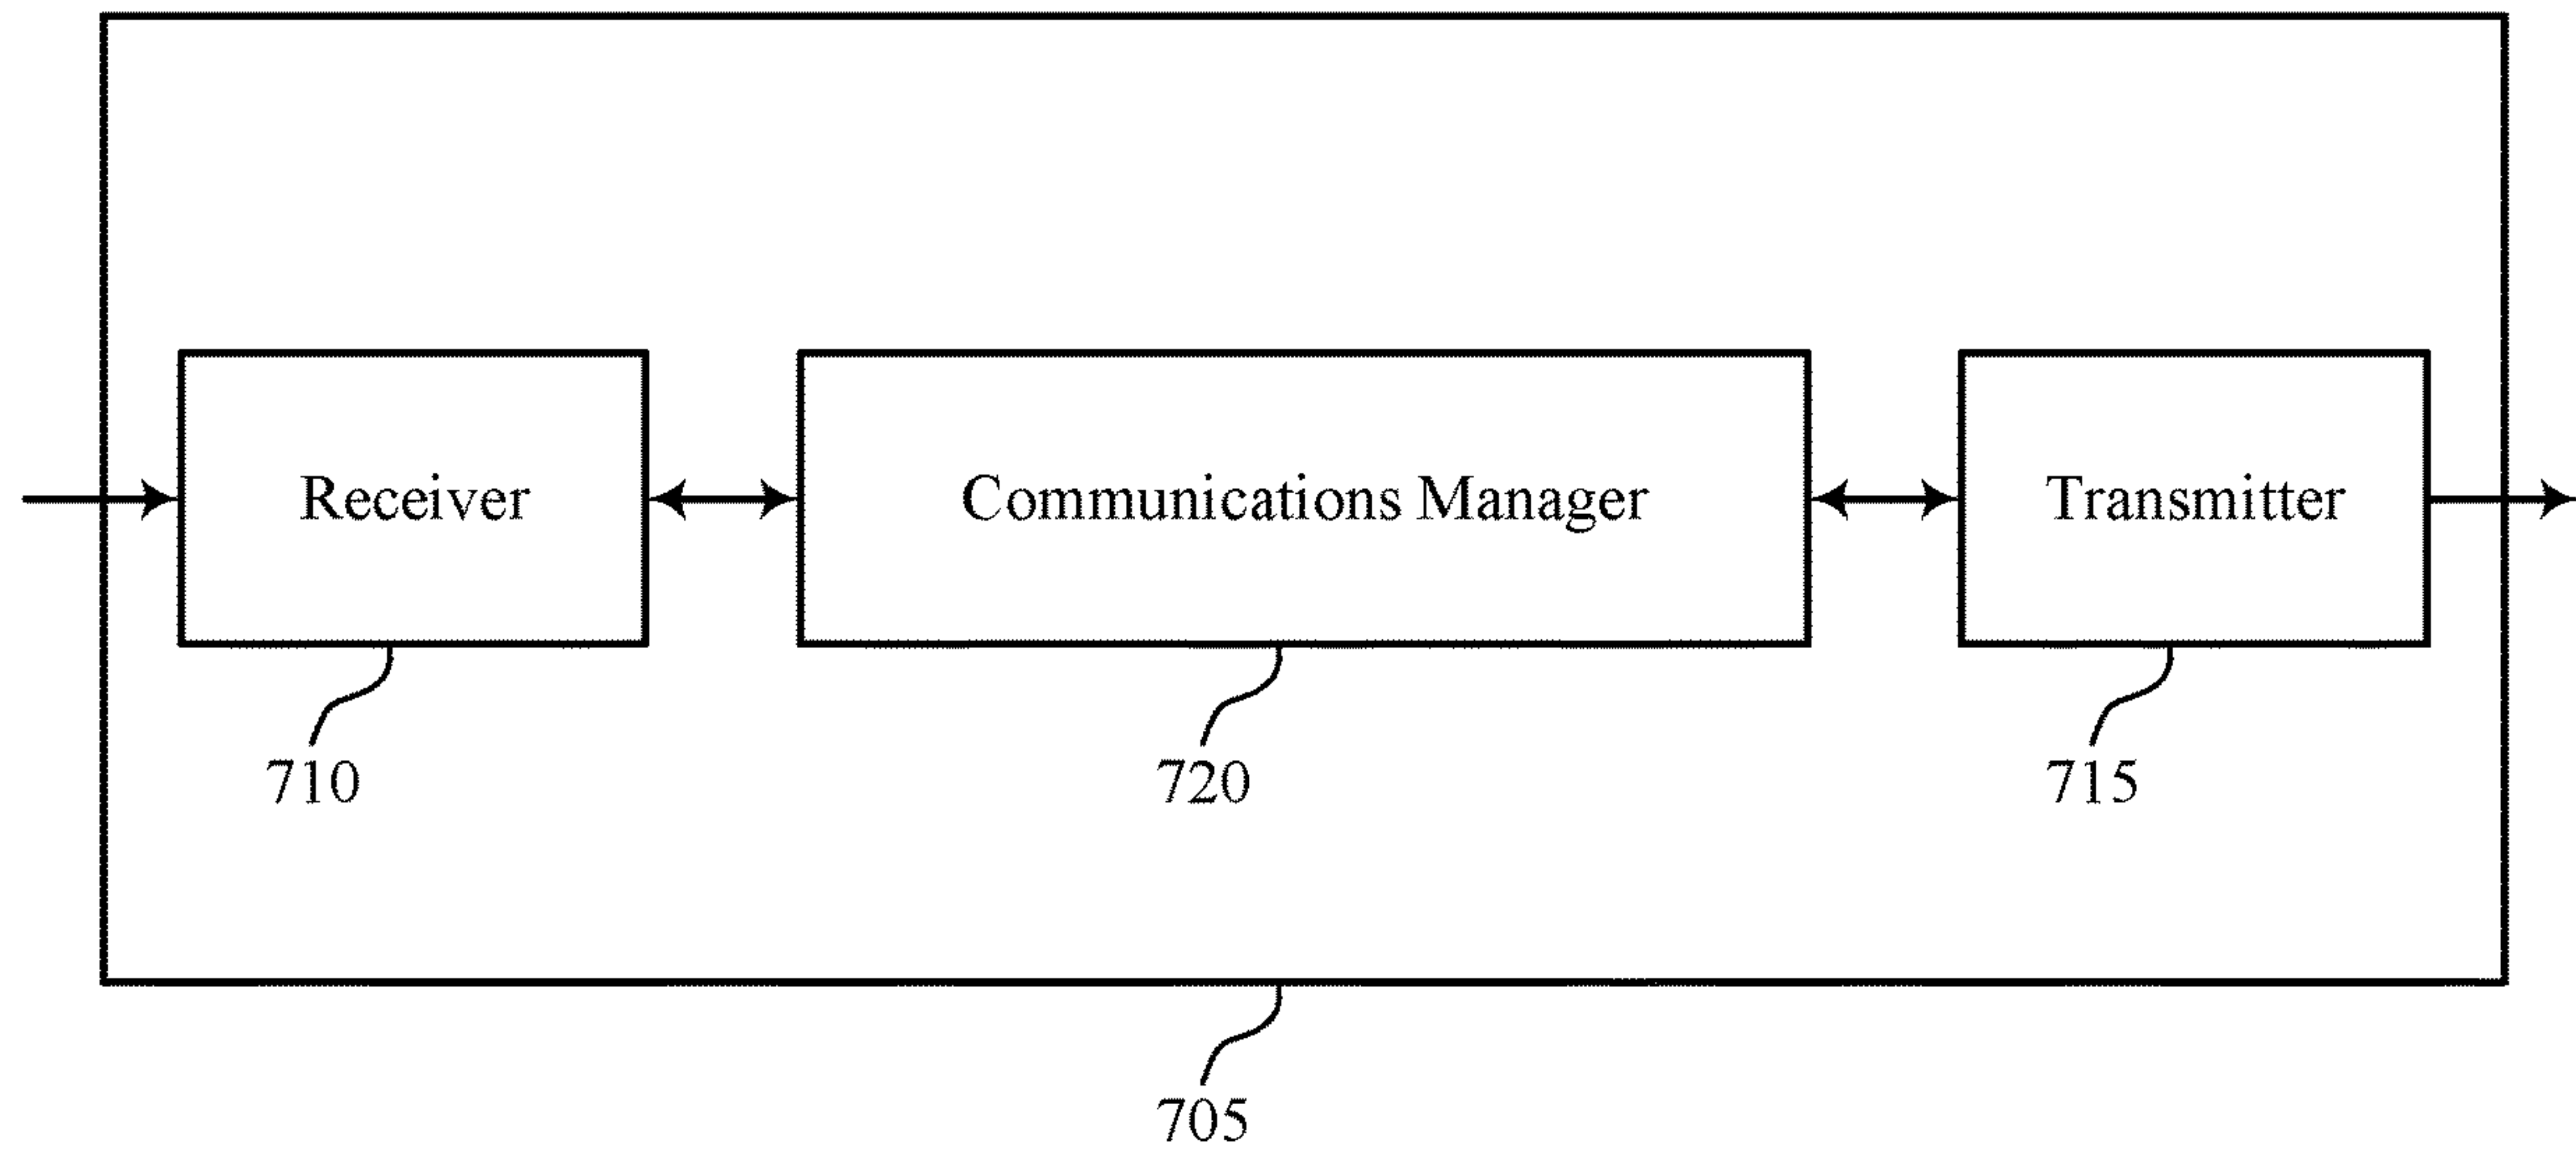 Receiver
Communications Manager
Transmitter
710
720
715
705